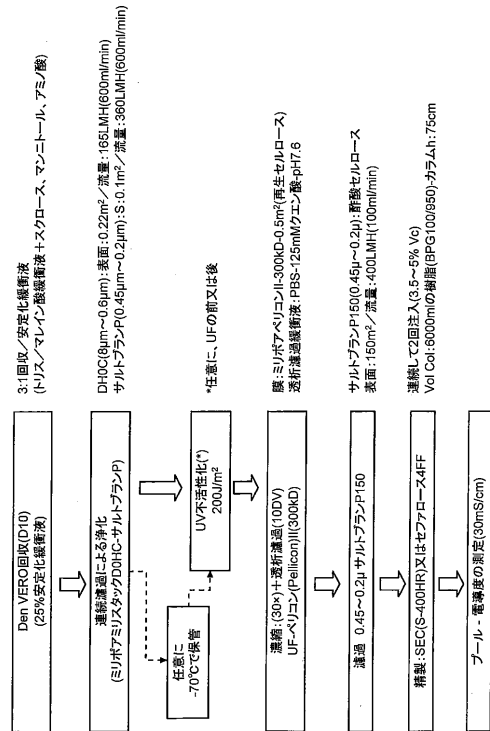 Den VERO回収(D10)
(25%安定化緩衝液)
3:1回収／安定化緩衝液
(トリス／マレイン酸緩衝液＋スクロース、マンニトール、アミノ酸)
連続濾過による浄化
(ミリポアミリスタックD0HC-サルトブランP)
DH0C(8μm～0.6μm)：表面：0.22m²／流量：165LMH(600ml/min)
サルトブランP(0.45μm～0.2μm)：S：0.1m²／流量：360LMH(600ml/min)
任意に
-70℃で保管
UV不活性化(*)
200J/m²
*任意に、UFの前又は後
濃縮：(30×)＋透析濾過(10DV)
UF-ペリコン(Pellicon)II(300kD)
膜：ミリポアペリコンII-300kD-0.5m²(再生セルロース)
透析濾過緩衝液：PBS-125mMクエン酸-pH7.6
濾過 0.45～0.2μ サルトブランP150
サルトブランP150(0.45μ～0.2μ)：酢酸セルロース
表面：150m²／流量：400LMH(100ml/min)
精製：SEC(S-400HR)又はセファロース4FF
連続して2回注入(3.5～5% Vc)
Vol Col：6000mlの樹脂(BPG100/950)-カラムh：75cm
プール - 電導度の測定(30mS/cm)